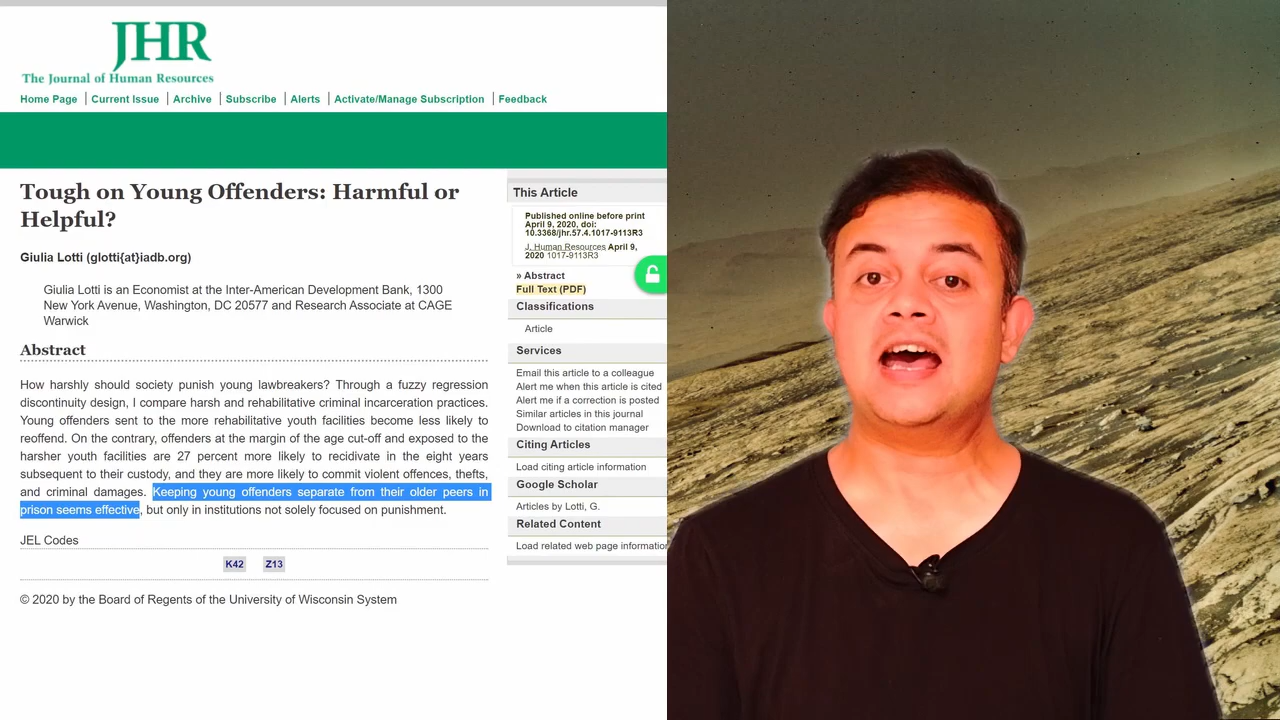 JHR
The Journal of Human Resources
Home Page | Current Issue | Archive | Subscribe | Alerts | Activate/Manage Subscription | Feedback
Tough on Young Offenders: Harmful or
Helpful?
Giulia Lotti (glotti{at}iadb.org)
Giulia Lotti is an Economist at the Inter-American Development Bank, 1300
New York Avenue, Washington, DC 20577 and Research Associate at CAGE
Warwick
Abstract
How harshly should society punish young lawbreakers? Through a fuzzy regression
discontinuity design, I compare harsh and rehabilitative criminal incarceration practices.
Young offenders sent to the more rehabilitative youth facilities become less likely to
reoffend. On the contrary, offenders at the margin of the age cut-off and exposed to the
harsher youth facilities are 27 percent more likely to recidivate in the eight years
subsequent to their custody, and they are more likely to commit violent offences, thefts,
and criminal damages. Keeping young offenders separate from their older peers in
prison seems effective, but only in institutions not solely focused on punishment.
JEL Codes
K42 Z13
© 2020 by the Board of Regents of the University of Wisconsin System
This Article
Published online before print
April 9, 2020, doi:
10.3368/jhr.57.4.1017-9113R3
J. Human Resources April 9,
2020 1017-9113R3
» Abstract
Full Text (PDF)
Classifications
Article
Services
Email this article to a colleague
Alert me when this article is cited
Alert me if a correction is posted
Similar articles in this journal
Download to citation manager
Citing Articles
Load citing article information
Google Scholar
Articles by Lotti, G.
Related Content
Load related web page information